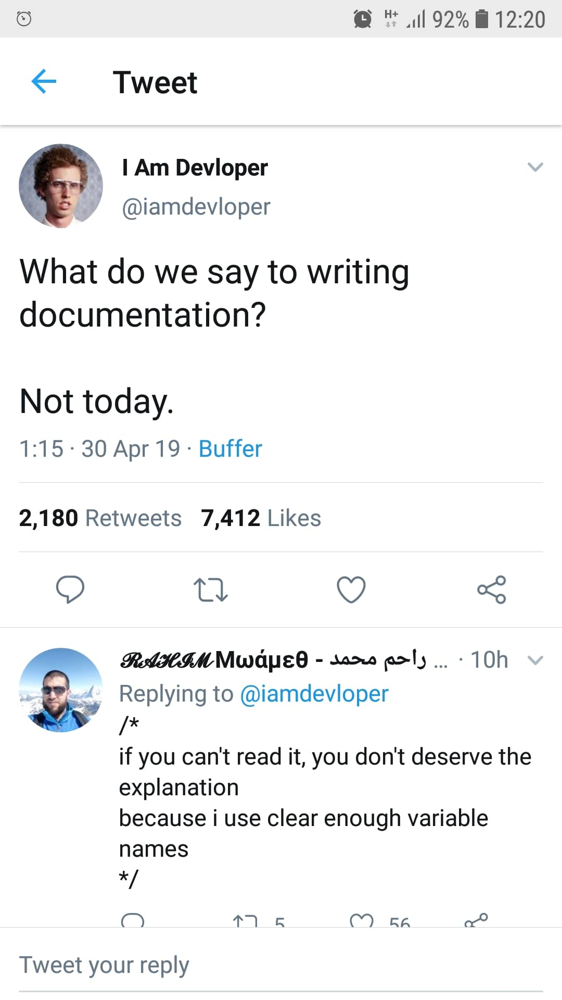 H+ 92% 12:20
Tweet
I Am Devloper
@iamdevloper
What do we say to writing
documentation?
Not today.
1:15 · 30 Apr 19 · Buffer
2,180 Retweets 7,412 Likes
𝓡𝓐𝓗𝓘𝓜 Μωάμεθ - راحم محمد ... · 10h
Replying to @iamdevloper
/*
if you can't read it, you don't deserve the
explanation
because i use clear enough variable
names
*/
5 56
Tweet your reply